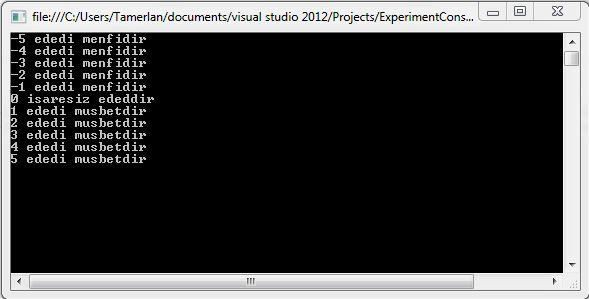 file:///C:/Users/Tamerlan/documents/visual studio 2012/Projects/ExperimentCons...
-5 ededi menfidir
-4 ededi menfidir
-3 ededi menfidir
-2 ededi menfidir
-1 ededi menfidir
0 isaresiz ededdir
1 ededi musbetdir
2 ededi musbetdir
3 ededi musbetdir
4 ededi musbetdir
5 ededi musbetdir